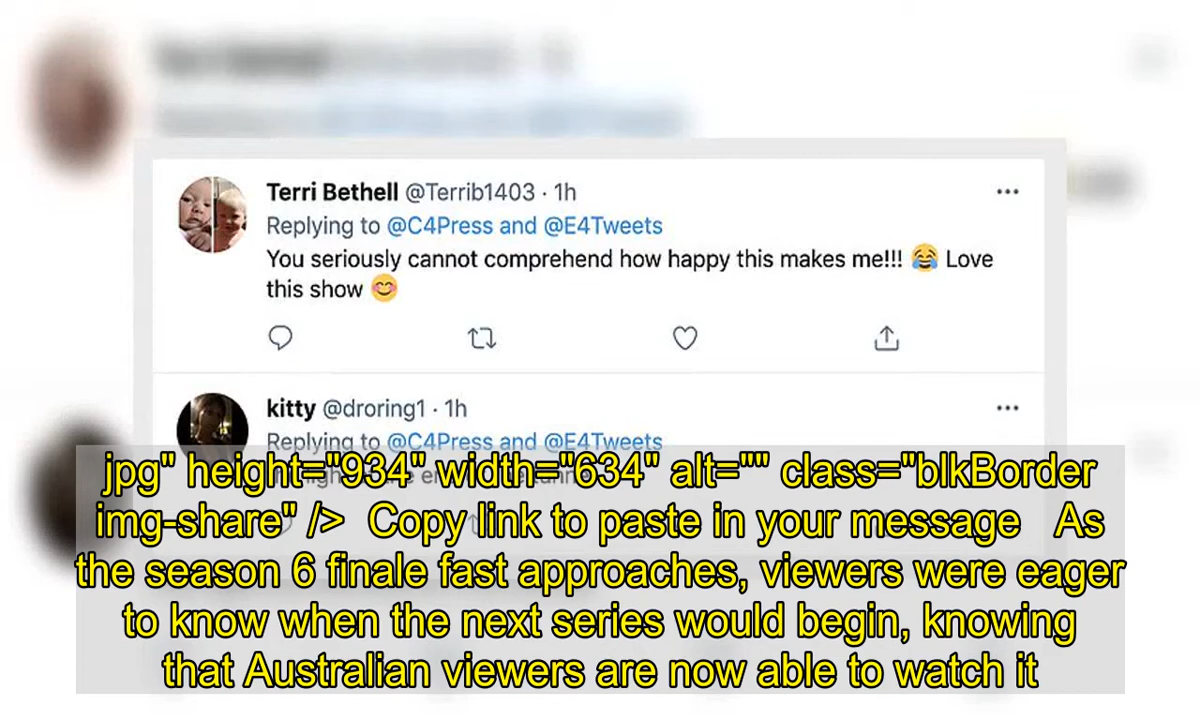 Terri Bethell @Terrib1403 · 1h
Replying to @C4Press and @E4Tweets
You seriously cannot comprehend how happy this makes me!!! 😂 Love
this show 😊
kitty @droring1 · 1h
Replying to @C4Press and @E4Tweets
jpg" height="934" width="634" alt="" class="blkBorder
img-share" /> Copy link to paste in your message As
the season 6 finale fast approaches, viewers were eager
to know when the next series would begin, knowing
that Australian viewers are now able to watch it